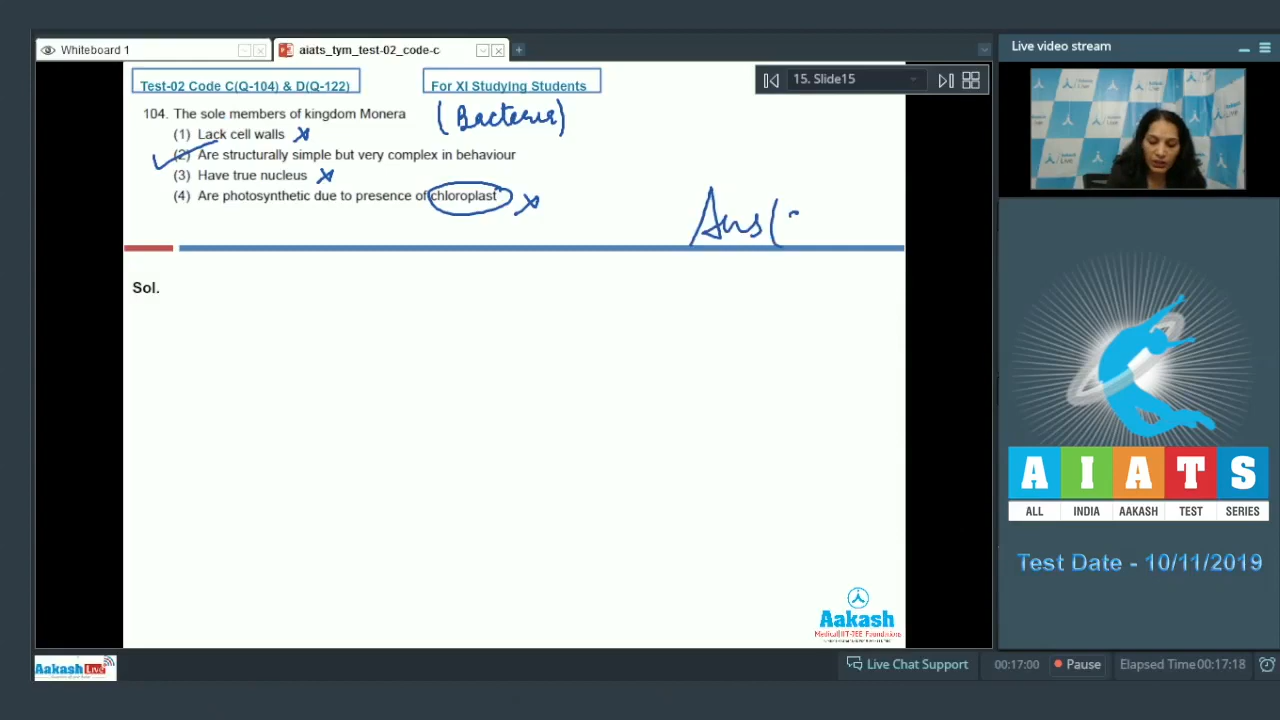 Whiteboard 1
aiats_tym_test-02_code-c
Live video stream
Test-02 Code C(Q-104) & D(Q-122)
For XI Studying Students
15. Slide15
104. The sole members of kingdom Monera
(Bacteria)
(1) Lack cell walls
(2) Are structurally simple but very complex in behaviour
(3) Have true nucleus
(4) Are photosynthetic due to presence of chloroplast
Ans (
Sol.
A I A T S
ALL INDIA AAKASH TEST SERIES
Test Date - 10/11/2019
Aakash
Medical|IIT-JEE|Foundations
Aakash Live
Live Chat Support
00:17:00
Pause
Elapsed Time 00:17:18